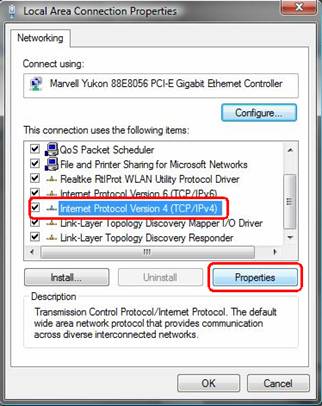 Local Area Connection Properties
Networking
Connect using:
Marvell Yukon 88E8056 PCI-E Gigabit Ethernet Controller
Configure...
This connection uses the following items:
QoS Packet Scheduler
File and Printer Sharing for Microsoft Networks
Realtke RtlProt WLAN Utility Protocol Driver
Internet Protocol Version 6 (TCP/IPv6)
Internet Protocol Version 4 (TCP/IPv4)
Link-Layer Topology Discovery Mapper I/O Driver
Link-Layer Topology Discovery Responder
Install...
Uninstall
Properties
Description
Transmission Control Protocol/Internet Protocol. The default
wide area network protocol that provides communication
across diverse interconnected networks.
OK
Cancel